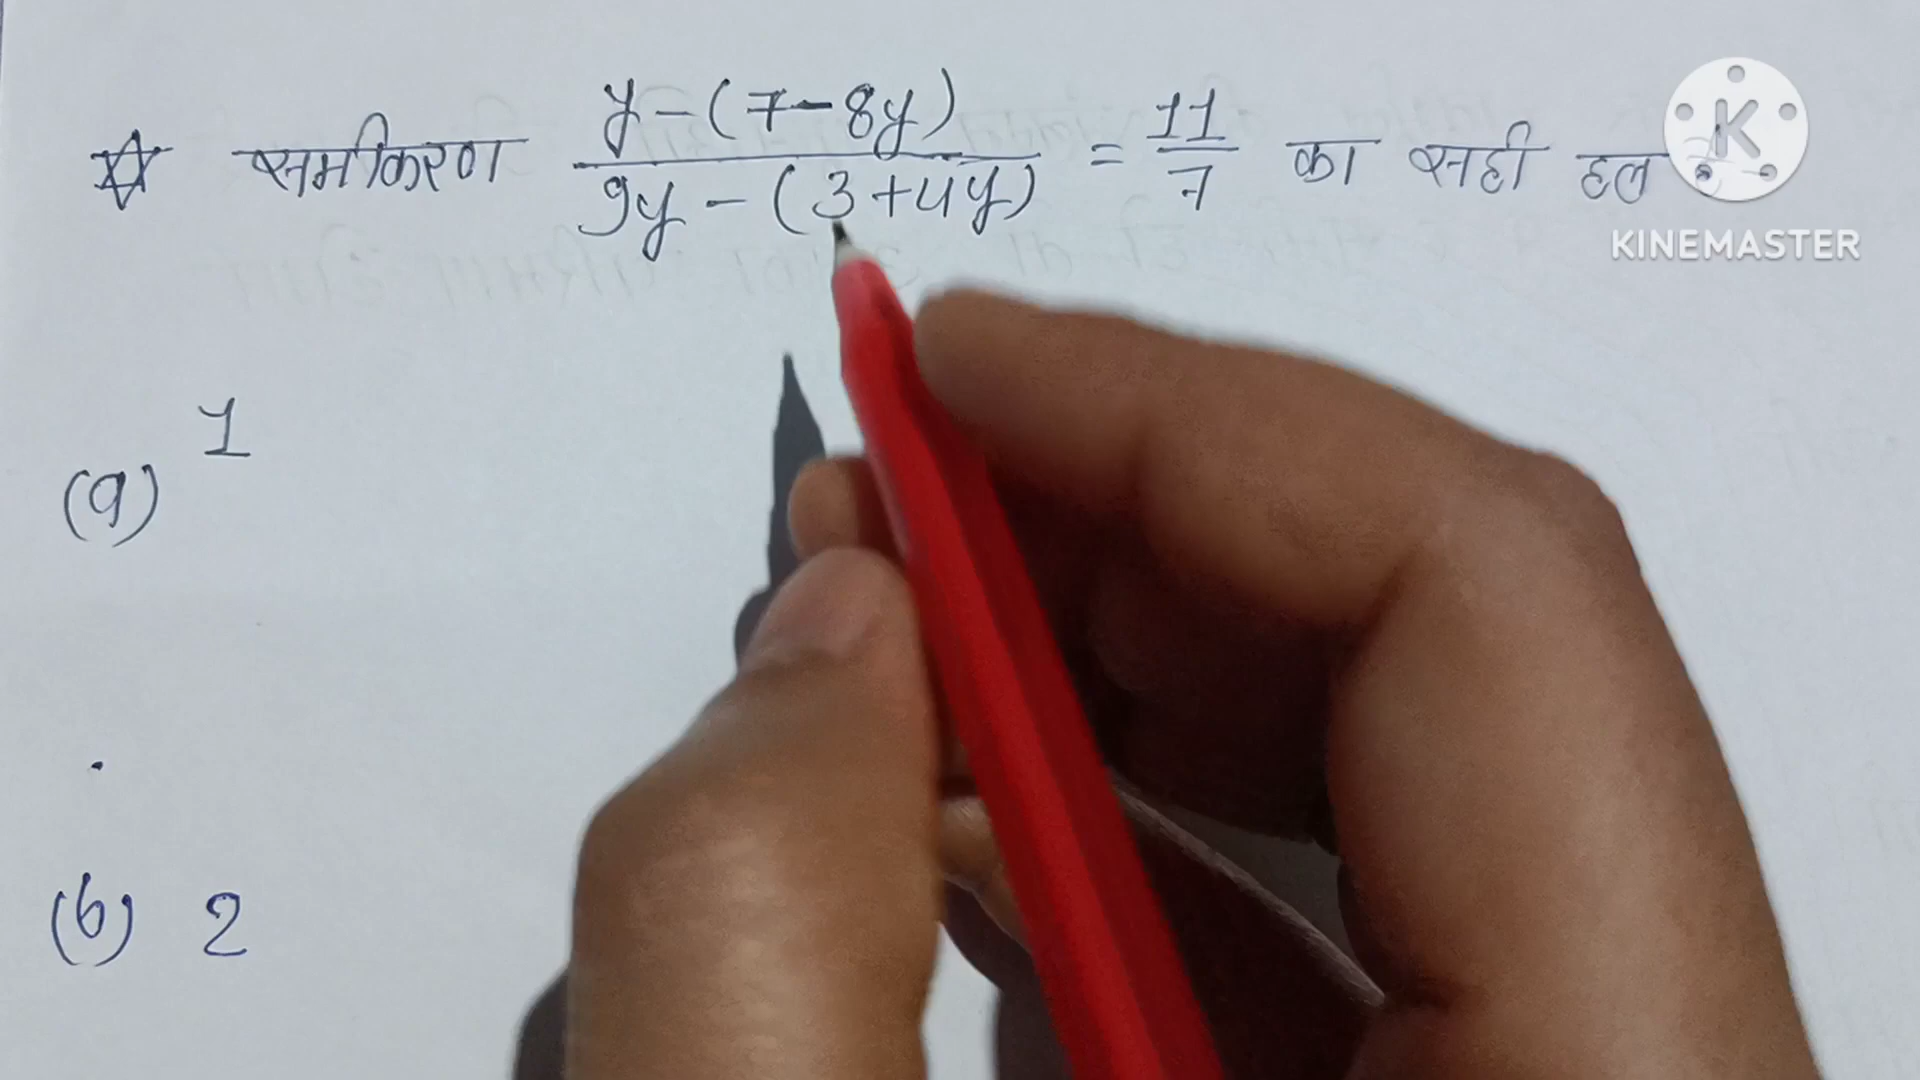 ☆ समीकरण y-(7-8y) / 9y-(3+4y) = 11/7 का सही हल
K
KINEMASTER
(a) 1
(b) 2